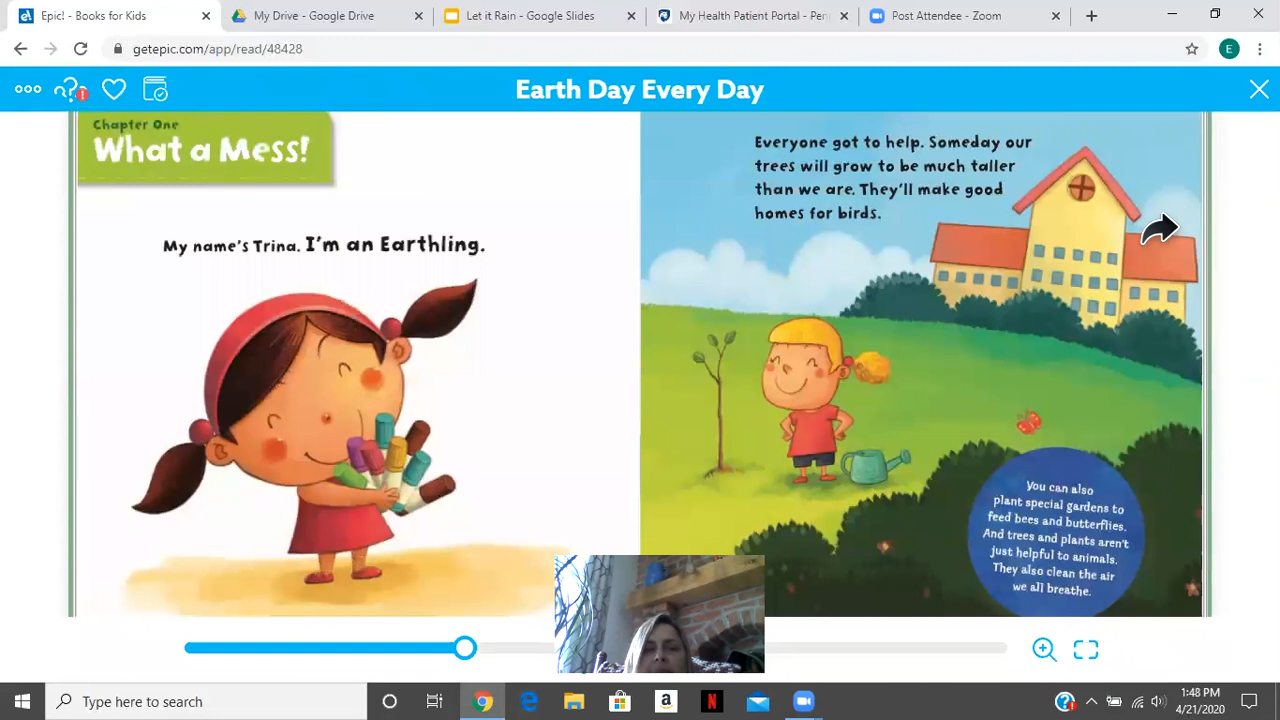 Epic! - Books for Kids
My Drive - Google Drive
Let it Rain - Google Slides
My Health Patient Portal - Pen
Post Attendee - Zoom
getepic.com/app/read/48428
E
Earth Day Every Day
Chapter One
What a Mess!
My name's Trina. I'm an Earthling.
Everyone got to help. Someday our
trees will grow to be much taller
than we are. They'll make good
homes for birds.
You can also
plant special gardens to
feed bees and butterflies.
And trees and plants aren't
just helpful to animals.
They also clean the air
we all breathe.
Type here to search
1:48 PM
4/21/2020